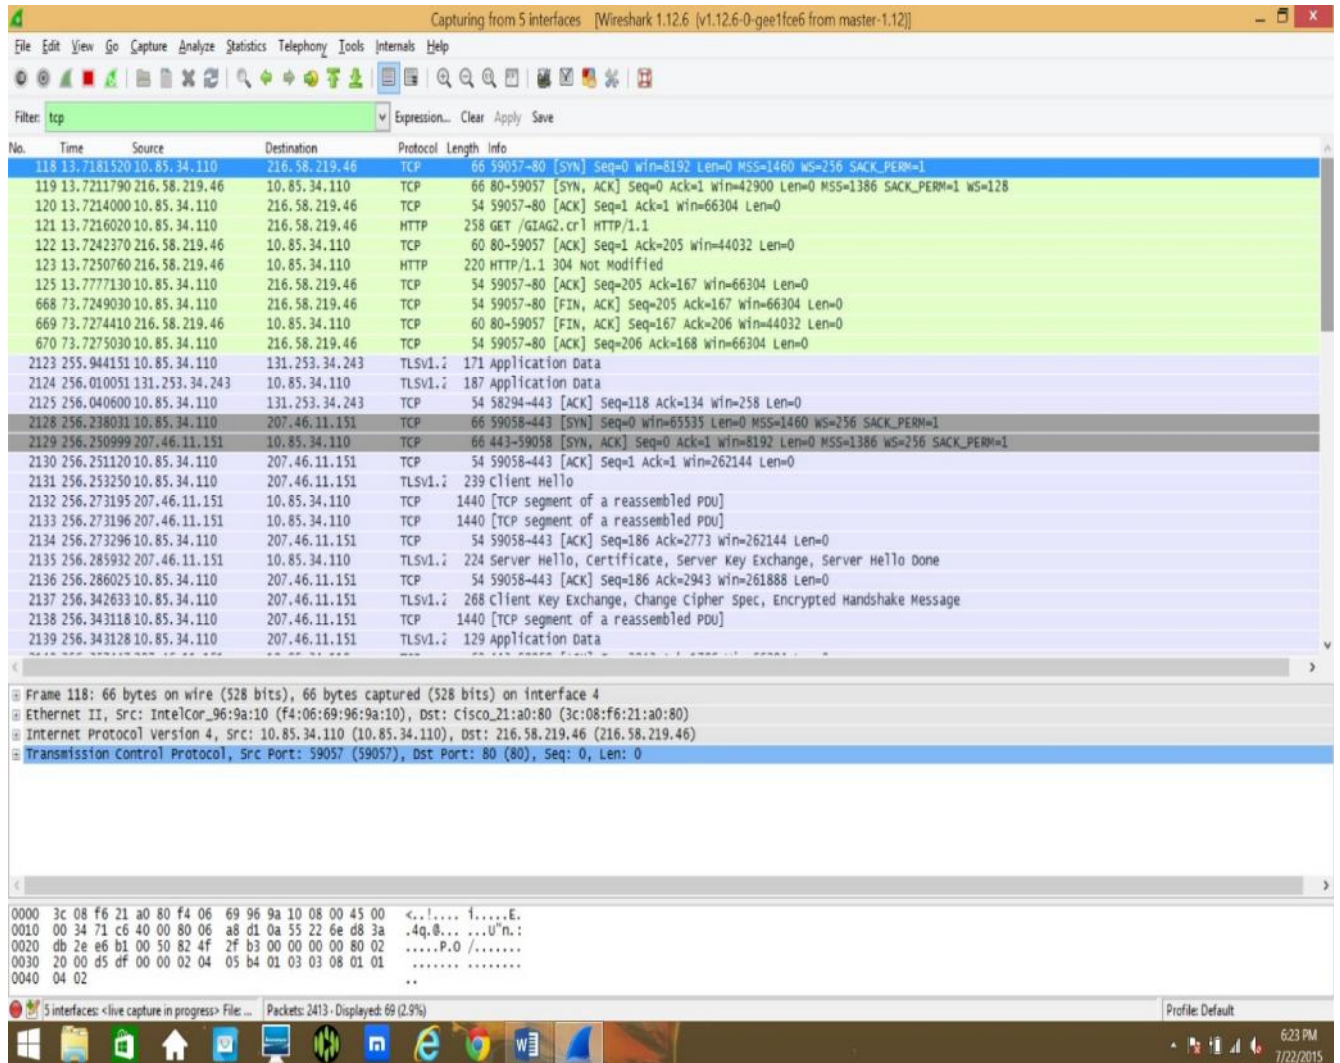 Capturing from 5 interfaces [Wireshark 1.12.6 (v1.12.6-0-gee1fce6 from master-1.12)]
File Edit View Go Capture Analyze Statistics Telephony Tools Internals Help
Filter: tcp Expression... Clear Apply Save
No. Time Source Destination Protocol Length Info
118 13.7181520 10.85.34.110 216.58.219.46 TCP 66 59057→80 [SYN] Seq=0 Win=8192 Len=0 MSS=1460 WS=256 SACK_PERM=1
119 13.7211790 216.58.219.46 10.85.34.110 TCP 66 80→59057 [SYN, ACK] Seq=0 Ack=1 Win=42900 Len=0 MSS=1386 SACK_PERM=1 WS=128
120 13.7214000 10.85.34.110 216.58.219.46 TCP 54 59057→80 [ACK] Seq=1 Ack=1 Win=66304 Len=0
121 13.7216020 10.85.34.110 216.58.219.46 HTTP 258 GET /GIAG2.crl HTTP/1.1
122 13.7242370 216.58.219.46 10.85.34.110 TCP 60 80→59057 [ACK] Seq=1 Ack=205 Win=44032 Len=0
123 13.7250760 216.58.219.46 10.85.34.110 HTTP 220 HTTP/1.1 304 Not Modified
125 13.7777130 10.85.34.110 216.58.219.46 TCP 54 59057→80 [ACK] Seq=205 Ack=167 Win=66304 Len=0
668 73.7249030 10.85.34.110 216.58.219.46 TCP 54 59057→80 [FIN, ACK] Seq=205 Ack=167 Win=66304 Len=0
669 73.7274410 216.58.219.46 10.85.34.110 TCP 60 80→59057 [FIN, ACK] Seq=167 Ack=206 Win=44032 Len=0
670 73.7275030 10.85.34.110 216.58.219.46 TCP 54 59057→80 [ACK] Seq=206 Ack=168 Win=66304 Len=0
2123 255.944151 10.85.34.110 131.253.34.243 TLSv1.2 171 Application Data
2124 256.010051 131.253.34.243 10.85.34.110 TLSv1.2 187 Application Data
2125 256.040600 10.85.34.110 131.253.34.243 TCP 54 58294→443 [ACK] Seq=118 Ack=134 Win=258 Len=0
2128 256.238031 10.85.34.110 207.46.11.151 TCP 66 59058→443 [SYN] Seq=0 Win=65535 Len=0 MSS=1460 WS=256 SACK_PERM=1
2129 256.250999 207.46.11.151 10.85.34.110 TCP 66 443→59058 [SYN, ACK] Seq=0 Ack=1 Win=8192 Len=0 MSS=1386 WS=256 SACK_PERM=1
2130 256.251120 10.85.34.110 207.46.11.151 TCP 54 59058→443 [ACK] Seq=1 Ack=1 Win=262144 Len=0
2131 256.253250 10.85.34.110 207.46.11.151 TLSv1.2 239 Client Hello
2132 256.273195 207.46.11.151 10.85.34.110 TCP 1440 [TCP segment of a reassembled PDU]
2133 256.273196 207.46.11.151 10.85.34.110 TCP 1440 [TCP segment of a reassembled PDU]
2134 256.273296 10.85.34.110 207.46.11.151 TCP 54 59058→443 [ACK] Seq=186 Ack=2773 Win=262144 Len=0
2135 256.285932 207.46.11.151 10.85.34.110 TLSv1.2 224 Server Hello, Certificate, Server Key Exchange, Server Hello Done
2136 256.286025 10.85.34.110 207.46.11.151 TCP 54 59058→443 [ACK] Seq=186 Ack=2943 Win=261888 Len=0
2137 256.342633 10.85.34.110 207.46.11.151 TLSv1.2 268 Client Key Exchange, Change Cipher Spec, Encrypted Handshake Message
2138 256.343118 10.85.34.110 207.46.11.151 TCP 1440 [TCP segment of a reassembled PDU]
2139 256.343128 10.85.34.110 207.46.11.151 TLSv1.2 129 Application Data
Frame 118: 66 bytes on wire (528 bits), 66 bytes captured (528 bits) on interface 4
Ethernet II, Src: IntelCor_96:9a:10 (f4:06:69:96:9a:10), Dst: Cisco_21:a0:80 (3c:08:f6:21:a0:80)
Internet Protocol Version 4, Src: 10.85.34.110 (10.85.34.110), Dst: 216.58.219.46 (216.58.219.46)
Transmission Control Protocol, Src Port: 59057 (59057), Dst Port: 80 (80), Seq: 0, Len: 0
0000 3c 08 f6 21 a0 80 f4 06 69 96 9a 10 08 00 45 00 <..!.... i.....E.
0010 00 34 71 c6 40 00 80 06 a8 d1 0a 55 22 6e d8 3a .4q.@... ...U"n.:
0020 db 2e e6 b1 00 50 82 4f 2f b3 00 00 00 00 80 02 .....P.O /.......
0030 20 00 d5 df 00 00 02 04 05 b4 01 03 03 08 01 01 ....... ........
0040 04 02 ..
5 interfaces: <live capture in progress> File: ... Packets: 2413 · Displayed: 69 (2.9%) Profile: Default
6:23 PM
7/22/2015